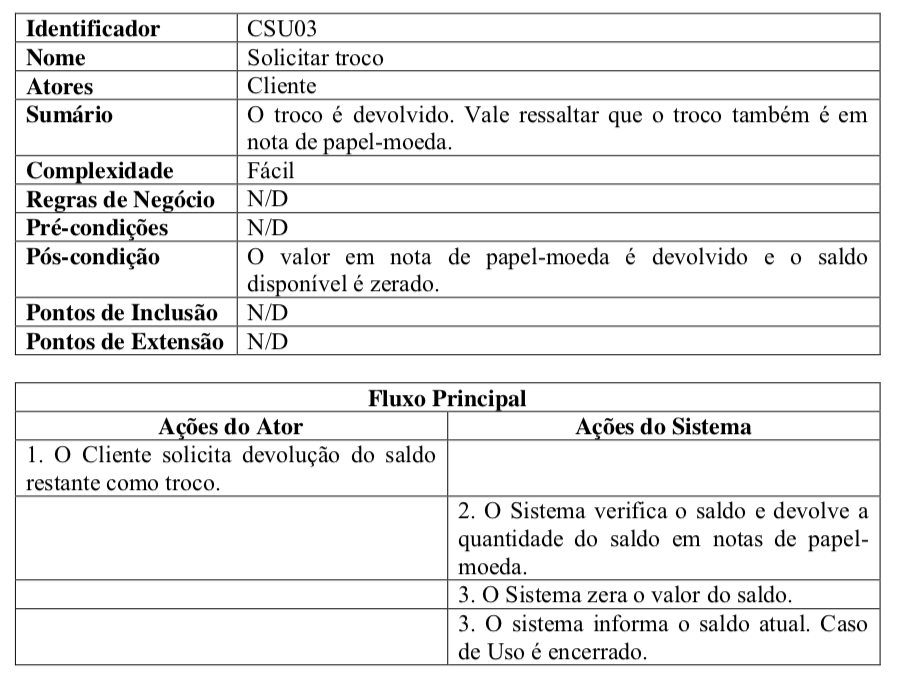 Identificador CSU03
Nome Solicitar troco
Atores Cliente
Sumário O troco é devolvido. Vale ressaltar que o troco também é em
nota de papel-moeda.
Complexidade Fácil
Regras de Negócio N/D
Pré-condições N/D
Pós-condição O valor em nota de papel-moeda é devolvido e o saldo
disponível é zerado.
Pontos de Inclusão N/D
Pontos de Extensão N/D
Fluxo Principal
Ações do Ator Ações do Sistema
1. O Cliente solicita devolução do saldo
restante como troco.
2. O Sistema verifica o saldo e devolve a
quantidade do saldo em notas de papel-
moeda.
3. O Sistema zera o valor do saldo.
3. O sistema informa o saldo atual. Caso
de Uso é encerrado.